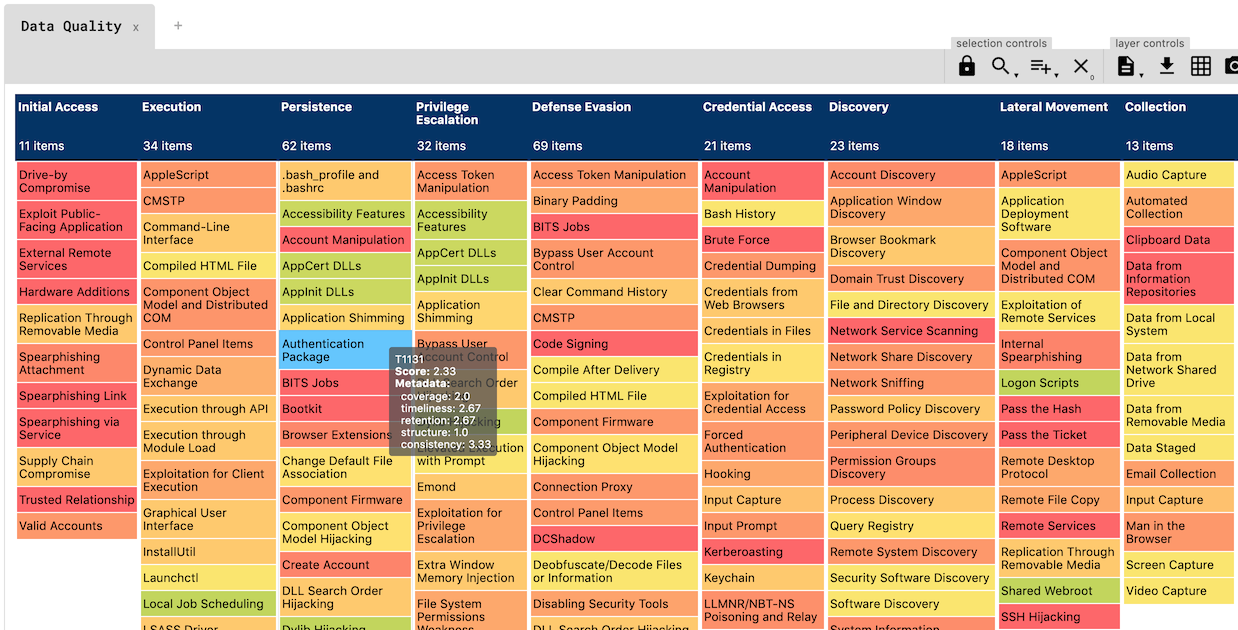 Data Quality x +
selection controls
layer controls
0
Initial Access
11 items
Drive-by
Compromise
Exploit Public-
Facing Application
External Remote
Services
Hardware Additions
Replication Through
Removable Media
Spearphishing
Attachment
Spearphishing Link
Spearphishing via
Service
Supply Chain
Compromise
Trusted Relationship
Valid Accounts
Execution
34 items
AppleScript
CMSTP
Command-Line
Interface
Compiled HTML File
Component Object
Model and Distributed
COM
Control Panel Items
Dynamic Data
Exchange
Execution through API
Execution through
Module Load
Exploitation for Client
Execution
Graphical User
Interface
InstallUtil
Launchctl
Local Job Scheduling
LSASS Driver
Persistence
62 items
.bash_profile and
.bashrc
Accessibility Features
Account Manipulation
AppCert DLLs
AppInit DLLs
Application Shimming
Authentication
Package
BITS Jobs
Bootkit
Browser Extensions
Change Default File
Association
Component Firmware
Component Object
Model Hijacking
Create Account
DLL Search Order
Hijacking
Dylib Hijacking
T1131
Score: 2.33
Metadata:
coverage: 2.0
timeliness: 2.67
retention: 2.67
structure: 1.0
consistency: 3.33
Privilege
Escalation
32 items
Access Token
Manipulation
Accessibility
Features
AppCert DLLs
AppInit DLLs
Application
Shimming
Bypass User
Account Control
Search Order
Elevated Execution
with Prompt
Emond
Exploitation for
Privilege
Escalation
Extra Window
Memory Injection
File System
Permissions
Weakness
Defense Evasion
69 items
Access Token Manipulation
Binary Padding
BITS Jobs
Bypass User Account
Control
Clear Command History
CMSTP
Code Signing
Compile After Delivery
Compiled HTML File
Component Firmware
Component Object Model
Hijacking
Connection Proxy
Control Panel Items
DCShadow
Deobfuscate/Decode Files
or Information
Disabling Security Tools
DLL Search Order Hijacking
Credential Access
21 items
Account
Manipulation
Bash History
Brute Force
Credential Dumping
Credentials from
Web Browsers
Credentials in Files
Credentials in
Registry
Exploitation for
Credential Access
Forced
Authentication
Hooking
Input Capture
Input Prompt
Kerberoasting
Keychain
LLMNR/NBT-NS
Poisoning and Relay
Discovery
23 items
Account Discovery
Application Window
Discovery
Browser Bookmark
Discovery
Domain Trust Discovery
File and Directory Discovery
Network Service Scanning
Network Share Discovery
Network Sniffing
Password Policy Discovery
Peripheral Device Discovery
Permission Groups
Discovery
Process Discovery
Query Registry
Remote System Discovery
Security Software Discovery
Software Discovery
System Information
Lateral Movement
18 items
AppleScript
Application
Deployment
Software
Component Object
Model and
Distributed COM
Exploitation of
Remote Services
Internal
Spearphishing
Logon Scripts
Pass the Hash
Pass the Ticket
Remote Desktop
Protocol
Remote File Copy
Remote Services
Replication Through
Removable Media
Shared Webroot
SSH Hijacking
Collection
13 items
Audio Capture
Automated
Collection
Clipboard Data
Data from
Information
Repositories
Data from Local
System
Data from
Network Shared
Drive
Data from
Removable Media
Data Staged
Email Collection
Input Capture
Man in the
Browser
Screen Capture
Video Capture